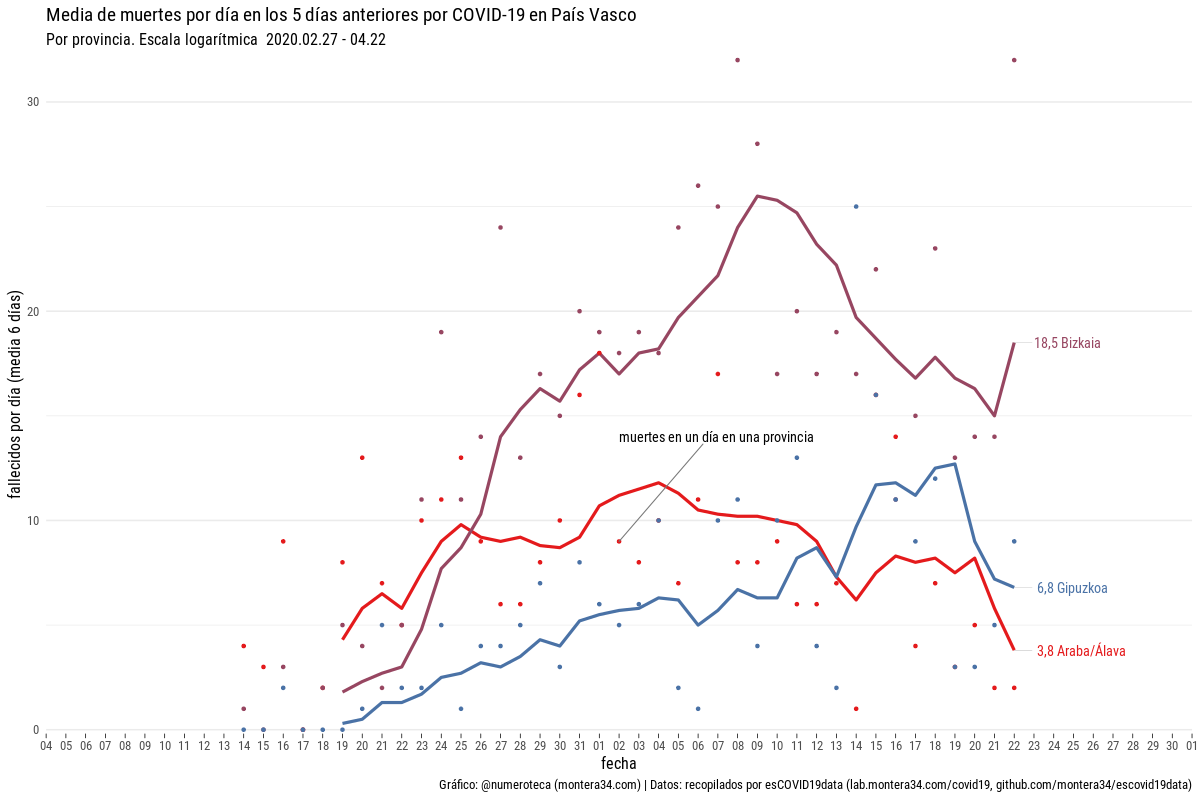 Media de muertes por día en los 5 días anteriores por COVID-19 en País Vasco
Por provincia. Escala logarítmica  2020.02.27 - 04.22
fallecidos por día (media 6 días)
30
20
10
0
18,5 Bizkaia
muertes en un día en una provincia
6,8 Gipuzkoa
3,8 Araba/Álava
04 05 06 07 08 09 10 11 12 13 14 15 16 17 18 19 20 21 22 23 24 25 26 27 28 29 30 31 01 02 03 04 05 06 07 08 09 10 11 12 13 14 15 16 17 18 19 20 21 22 23 24 25 26 27 28 29 30 01
fecha
Gráfico: @numeroteca (montera34.com) | Datos: recopilados por esCOVID19data (lab.montera34.com/covid19, github.com/montera34/escovid19data)